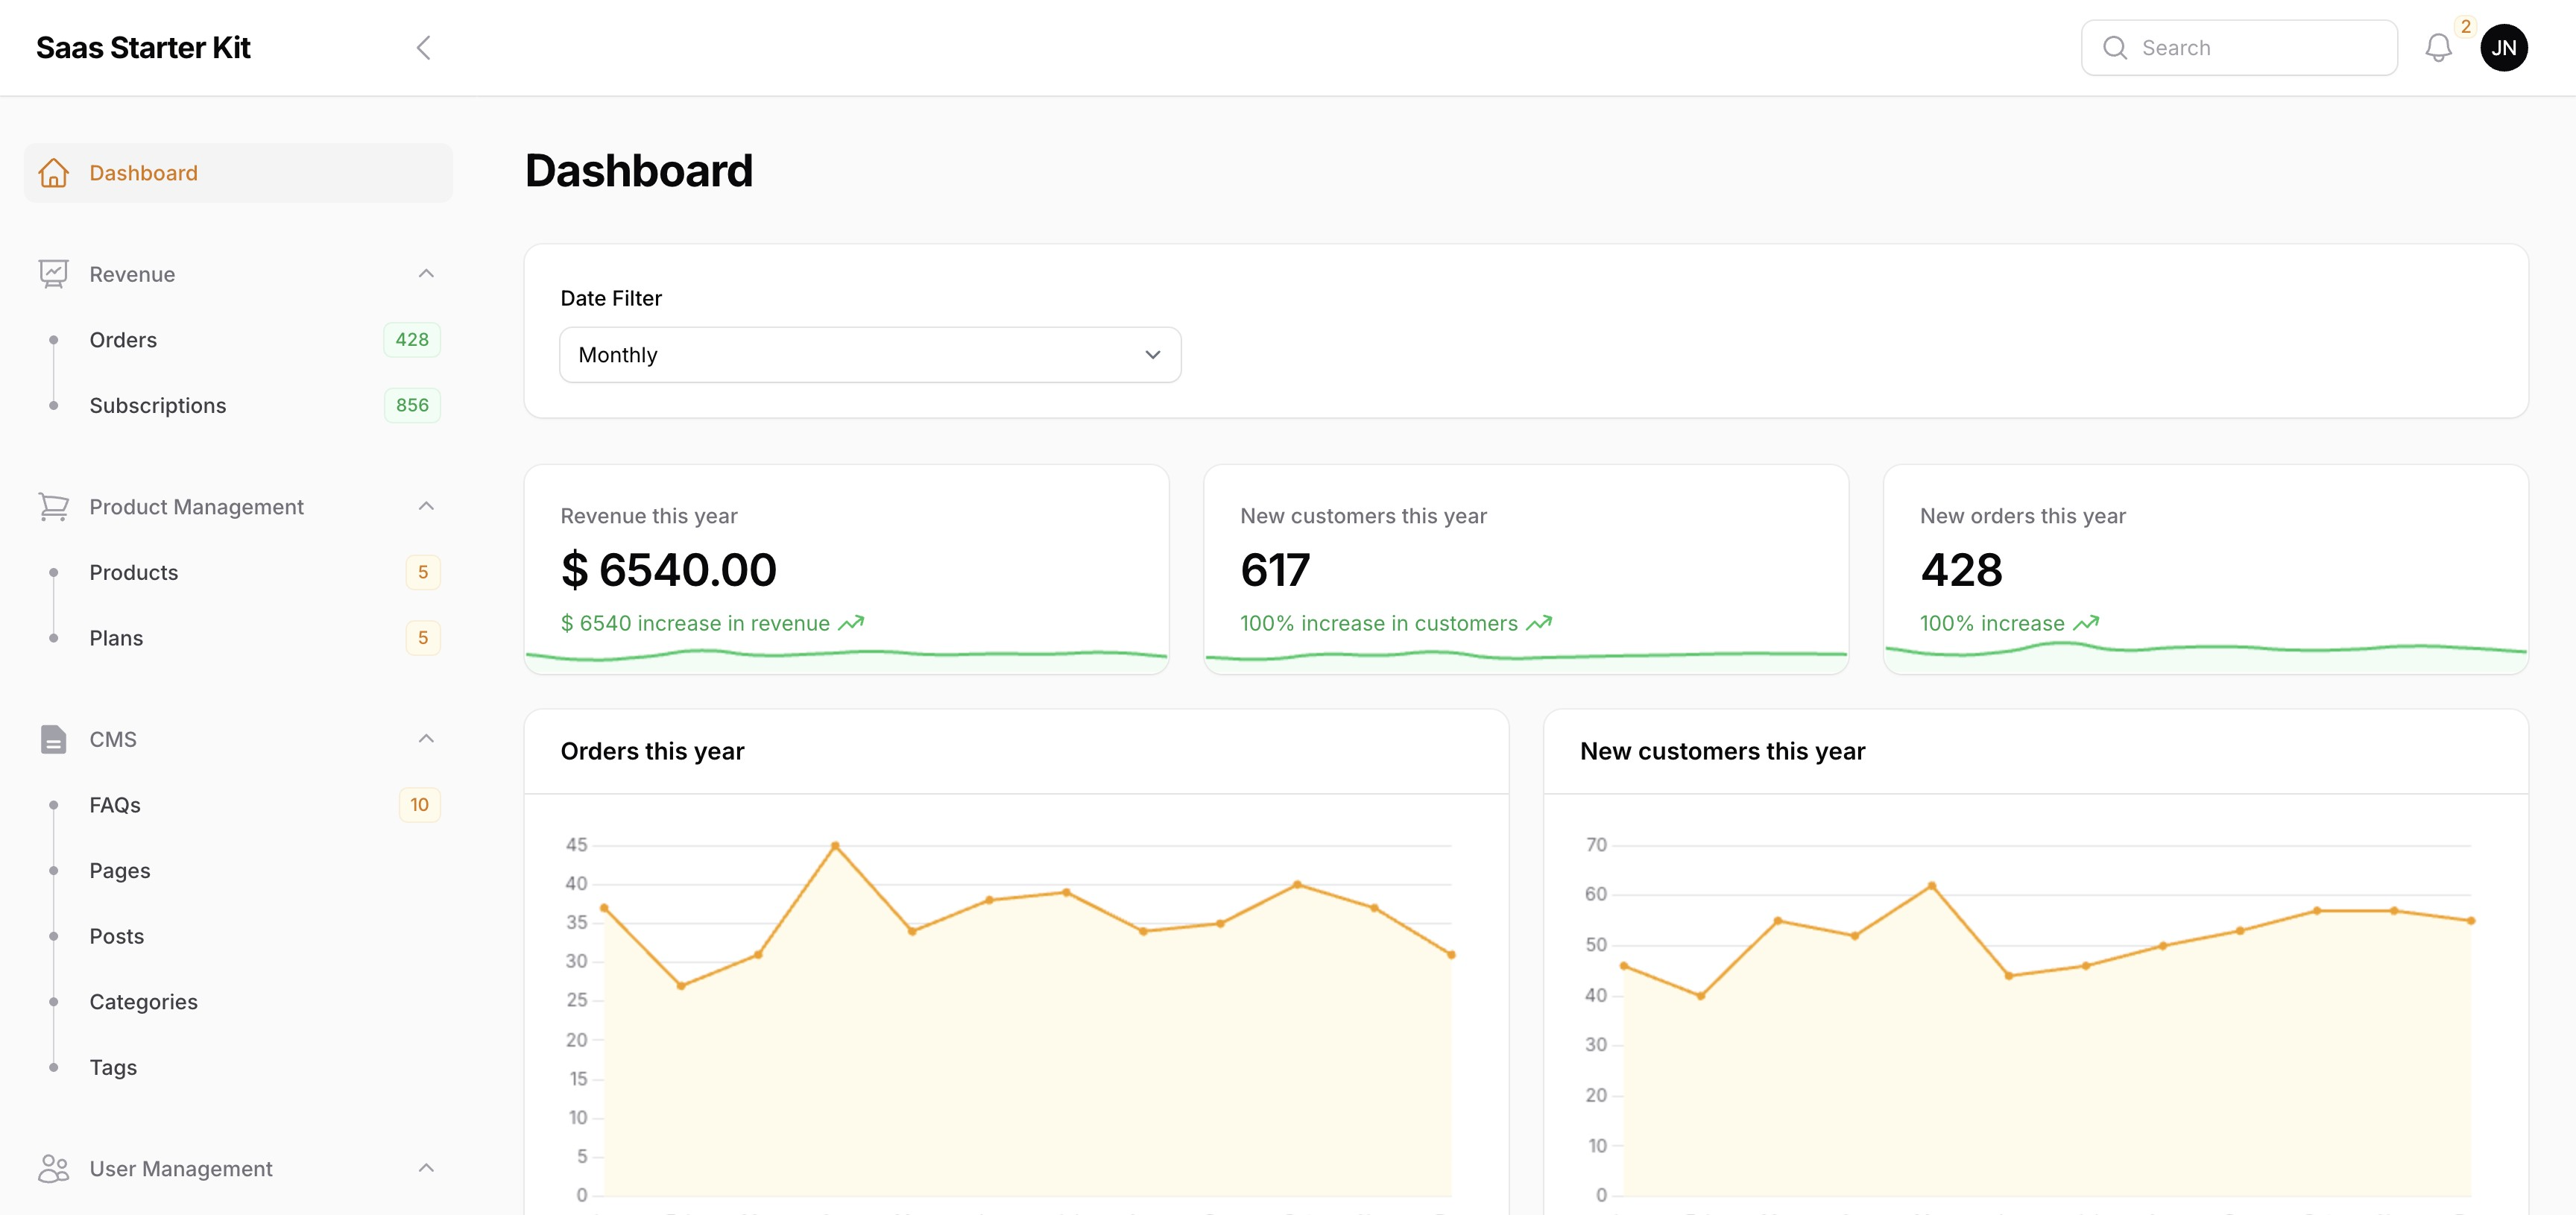 Saas Starter Kit
Search
2
JN
Dashboard
Revenue
Orders 428
Subscriptions 856
Product Management
Products 5
Plans 5
CMS
FAQs 10
Pages
Posts
Categories
Tags
User Management
Dashboard
Date Filter
Monthly
Revenue this year
$ 6540.00
$ 6540 increase in revenue
New customers this year
617
100% increase in customers
New orders this year
428
100% increase
Orders this year
45
40
35
30
25
20
15
10
5
0
New customers this year
70
60
50
40
30
20
10
0